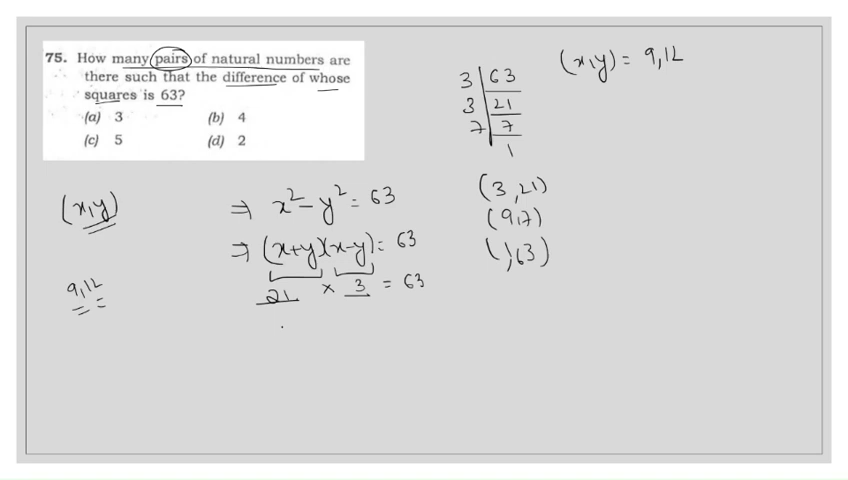 75. How many pairs of natural numbers are
there such that the difference of whose
squares is 63?
(a) 3 (b) 4
(c) 5 (d) 2
(x,y)
⇒ x² - y² = 63
⇒ (x+y)(x-y) = 63
21 × 3 = 63
9,12
3 | 63
3 | 21
7 | 7
1
(3,21)
(9,7)
(1,63)
(x,y) = 9,12